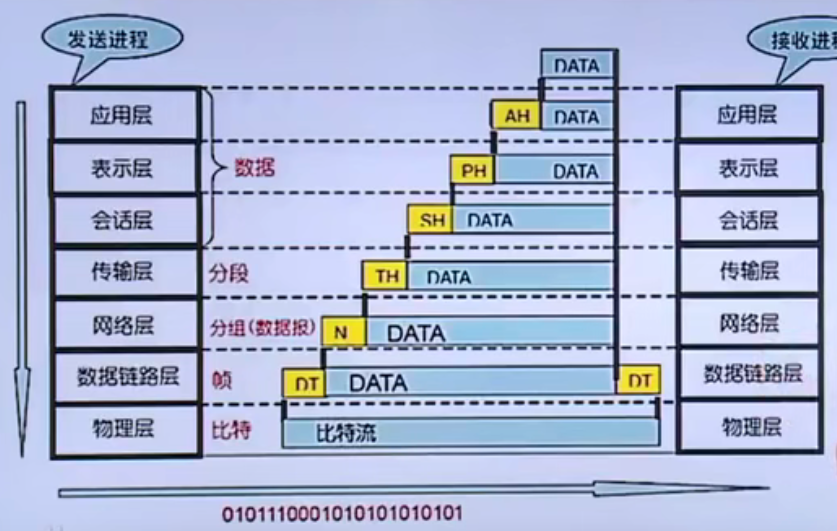 发送进程
接收进程
DATA
应用层
AH
DATA
应用层
表示层
数据
PH
DATA
表示层
会话层
SH
DATA
会话层
传输层
分段
TH
DATA
传输层
网络层
分组(数据报)
N
DATA
网络层
数据链路层
帧
DT
DATA
DT
数据链路层
物理层
比特
比特流
物理层
0101110001010101010101